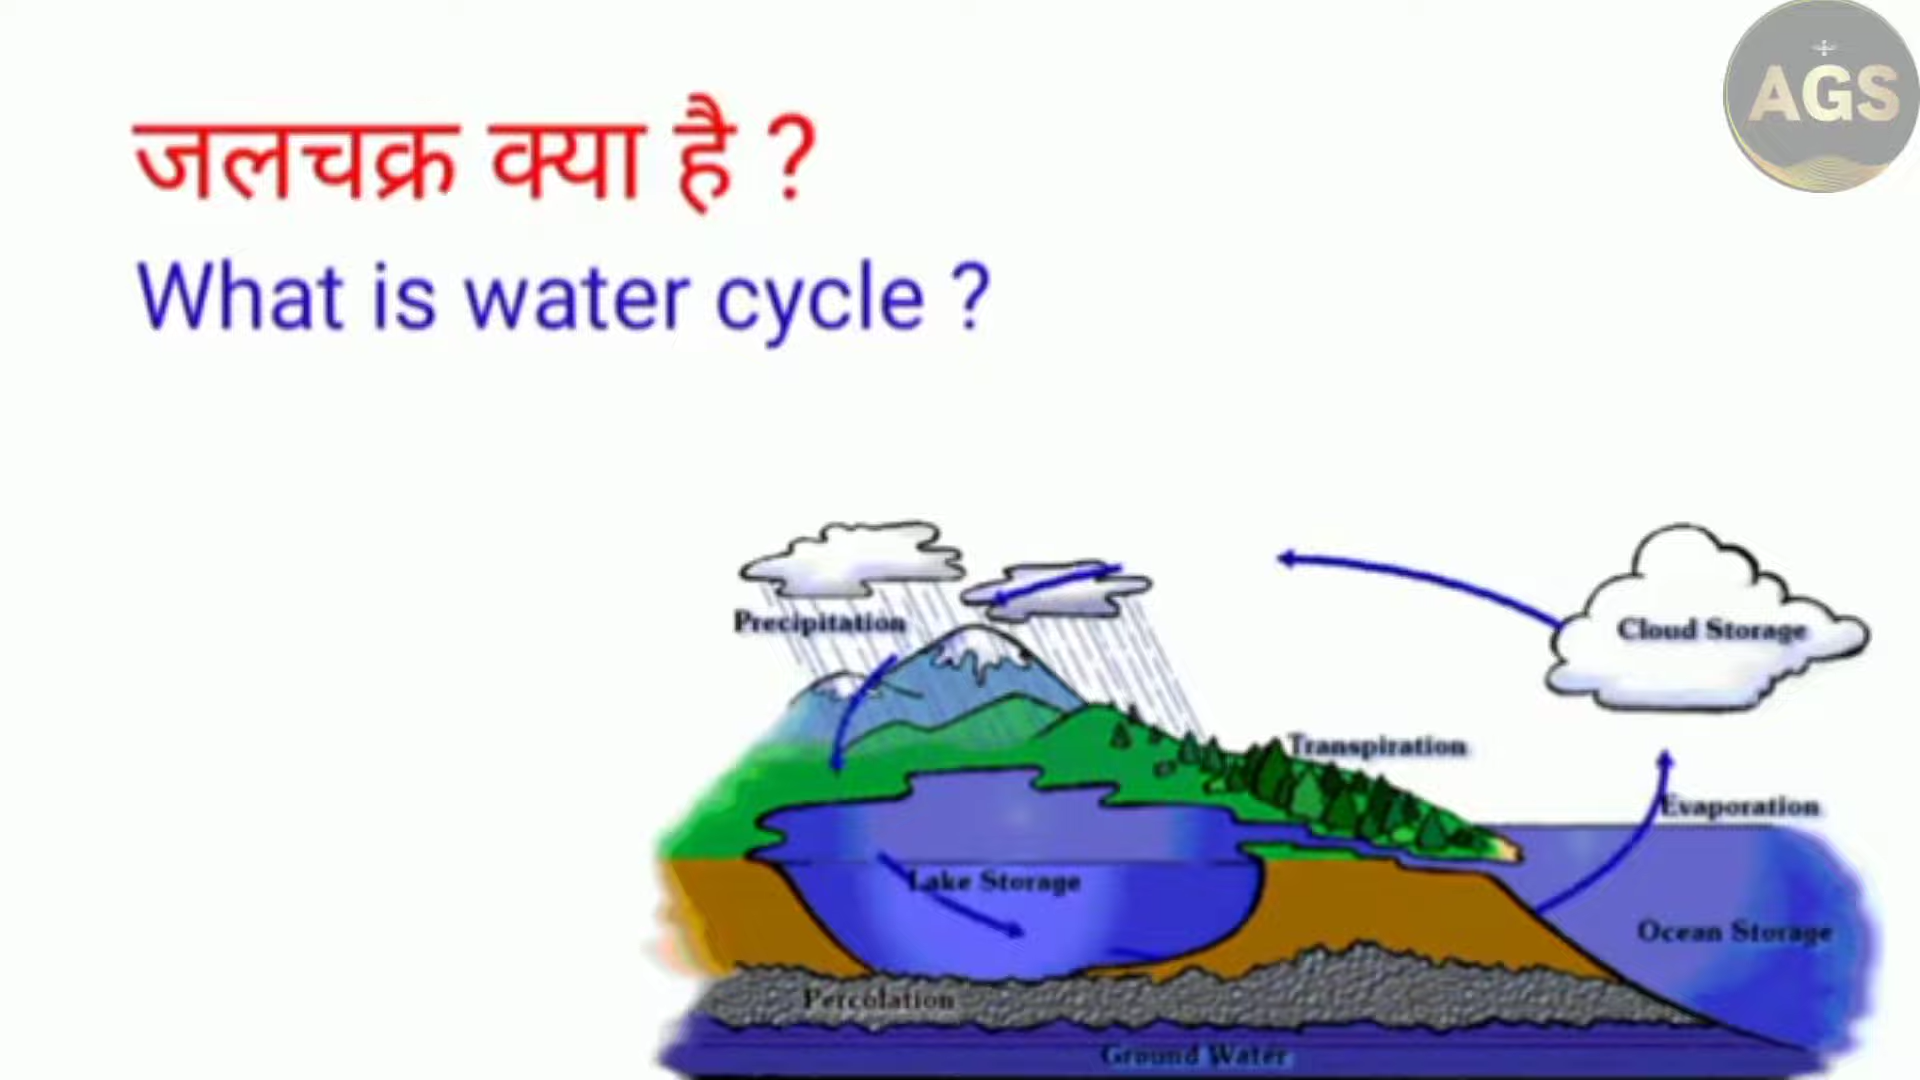 AGS
जलचक्र क्या है ?
What is water cycle ?
Precipitation
Cloud Storage
Transpiration
Evaporation
Lake Storage
Ocean Storage
Percolation
Ground Water